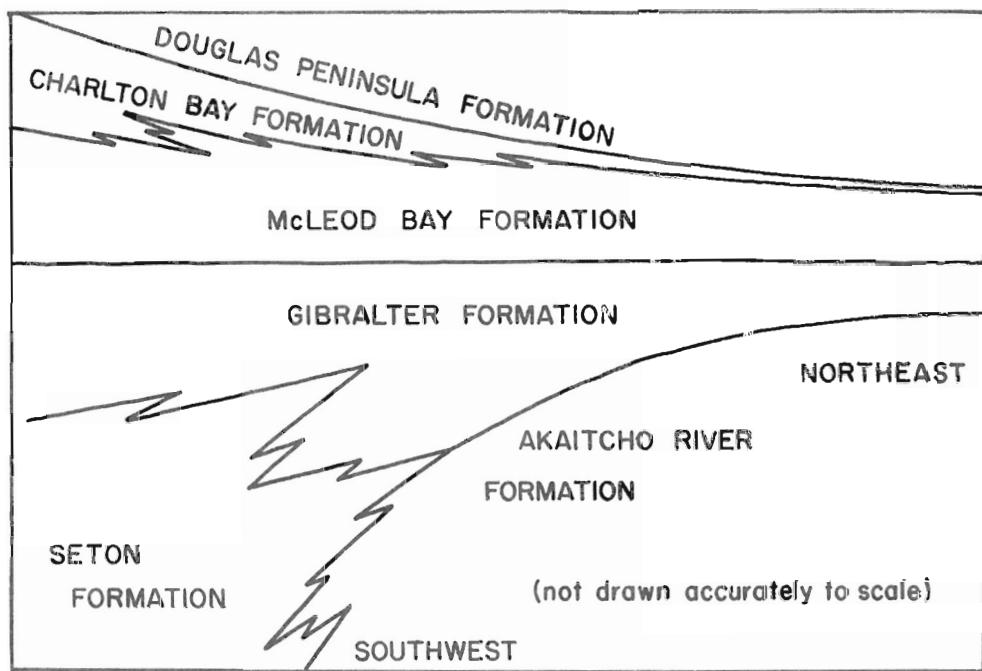 DOUGLAS PENINSULA FORMATION
CHARLTON BAY FORMATION
McLEOD BAY FORMATION
GIBRALTER FORMATION
NORTHEAST
AKAITCHO RIVER
FORMATION
SETON
FORMATION
(not drawn accurately to scale)
SOUTHWEST